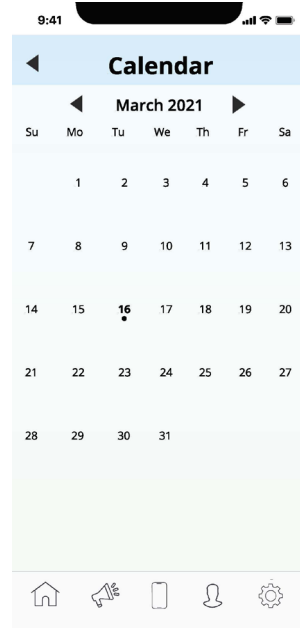 9:41
Calendar
March 2021
Su Mo Tu We Th Fr Sa
1 2 3 4 5 6
7 8 9 10 11 12 13
14 15 16 17 18 19 20
21 22 23 24 25 26 27
28 29 30 31